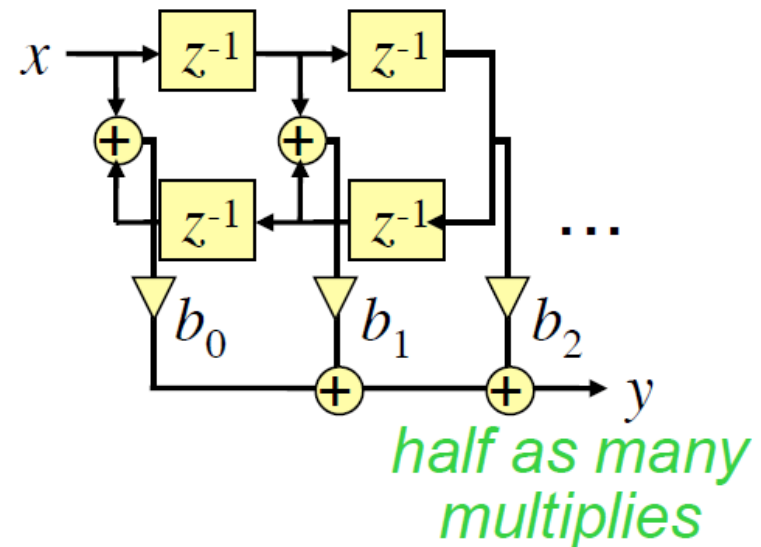 x z⁻¹ z⁻¹
+ +
z⁻¹ z⁻¹ ...
b₀ b₁ b₂
+ + y
half as many
multiplies